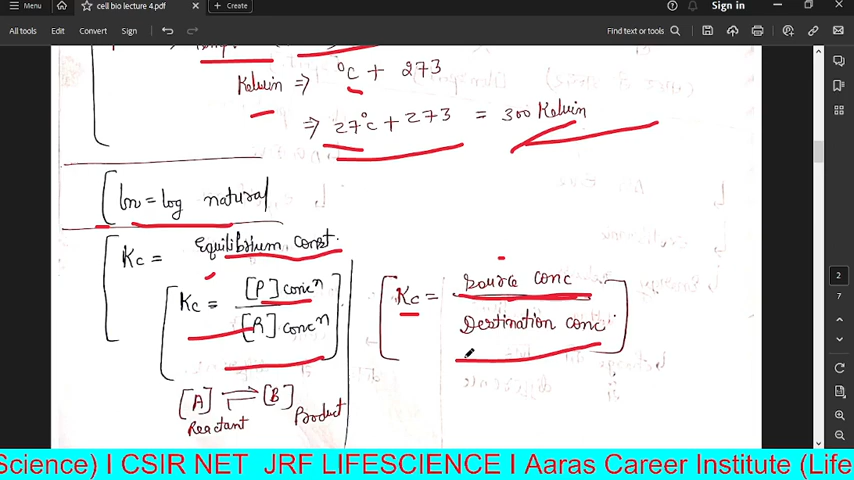 Menu
cell bio lecture 4.pdf
Create
Sign in
All tools Edit Convert Sign
Find text or tools
Kelvin ⇒ °C + 273
⇒ 27°C + 273 = 300 Kelvin
ln = log natural
Kc = Equilibrium const.
Kc = [P] concn
[R] concn
[A] ⇌ [B]
Reactant Product
Kc = Source conc
Destination conc
2
7
Science) I CSIR NET JRF LIFESCIENCE I Aaras Career Institute (Life